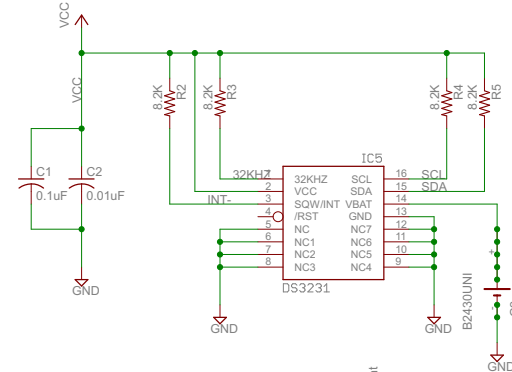 VCC
VCC
8.2K
R2
8.2K
R3
8.2K
R4
8.2K
R5
C1
0.1uF
C2
0.01uF
GND
IC5
32KHZ
INT-
1
2
3
4
5
6
7
8
32KHZ
VCC
SQW/INT
/RST
NC
NC1
NC2
NC3
SCL
SDA
VBAT
GND
NC7
NC6
NC5
NC4
16
15
14
13
12
11
10
9
SCL
SDA
DS3231
GND
GND
B2430UNI
+
-
GND